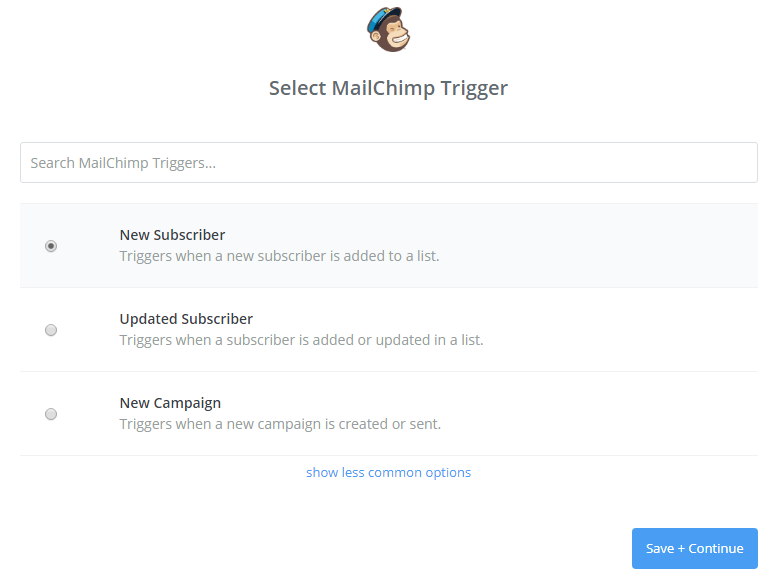 Select MailChimp Trigger
Search MailChimp Triggers...
New Subscriber
Triggers when a new subscriber is added to a list.
Updated Subscriber
Triggers when a subscriber is added or updated in a list.
New Campaign
Triggers when a new campaign is created or sent.
show less common options
Save + Continue